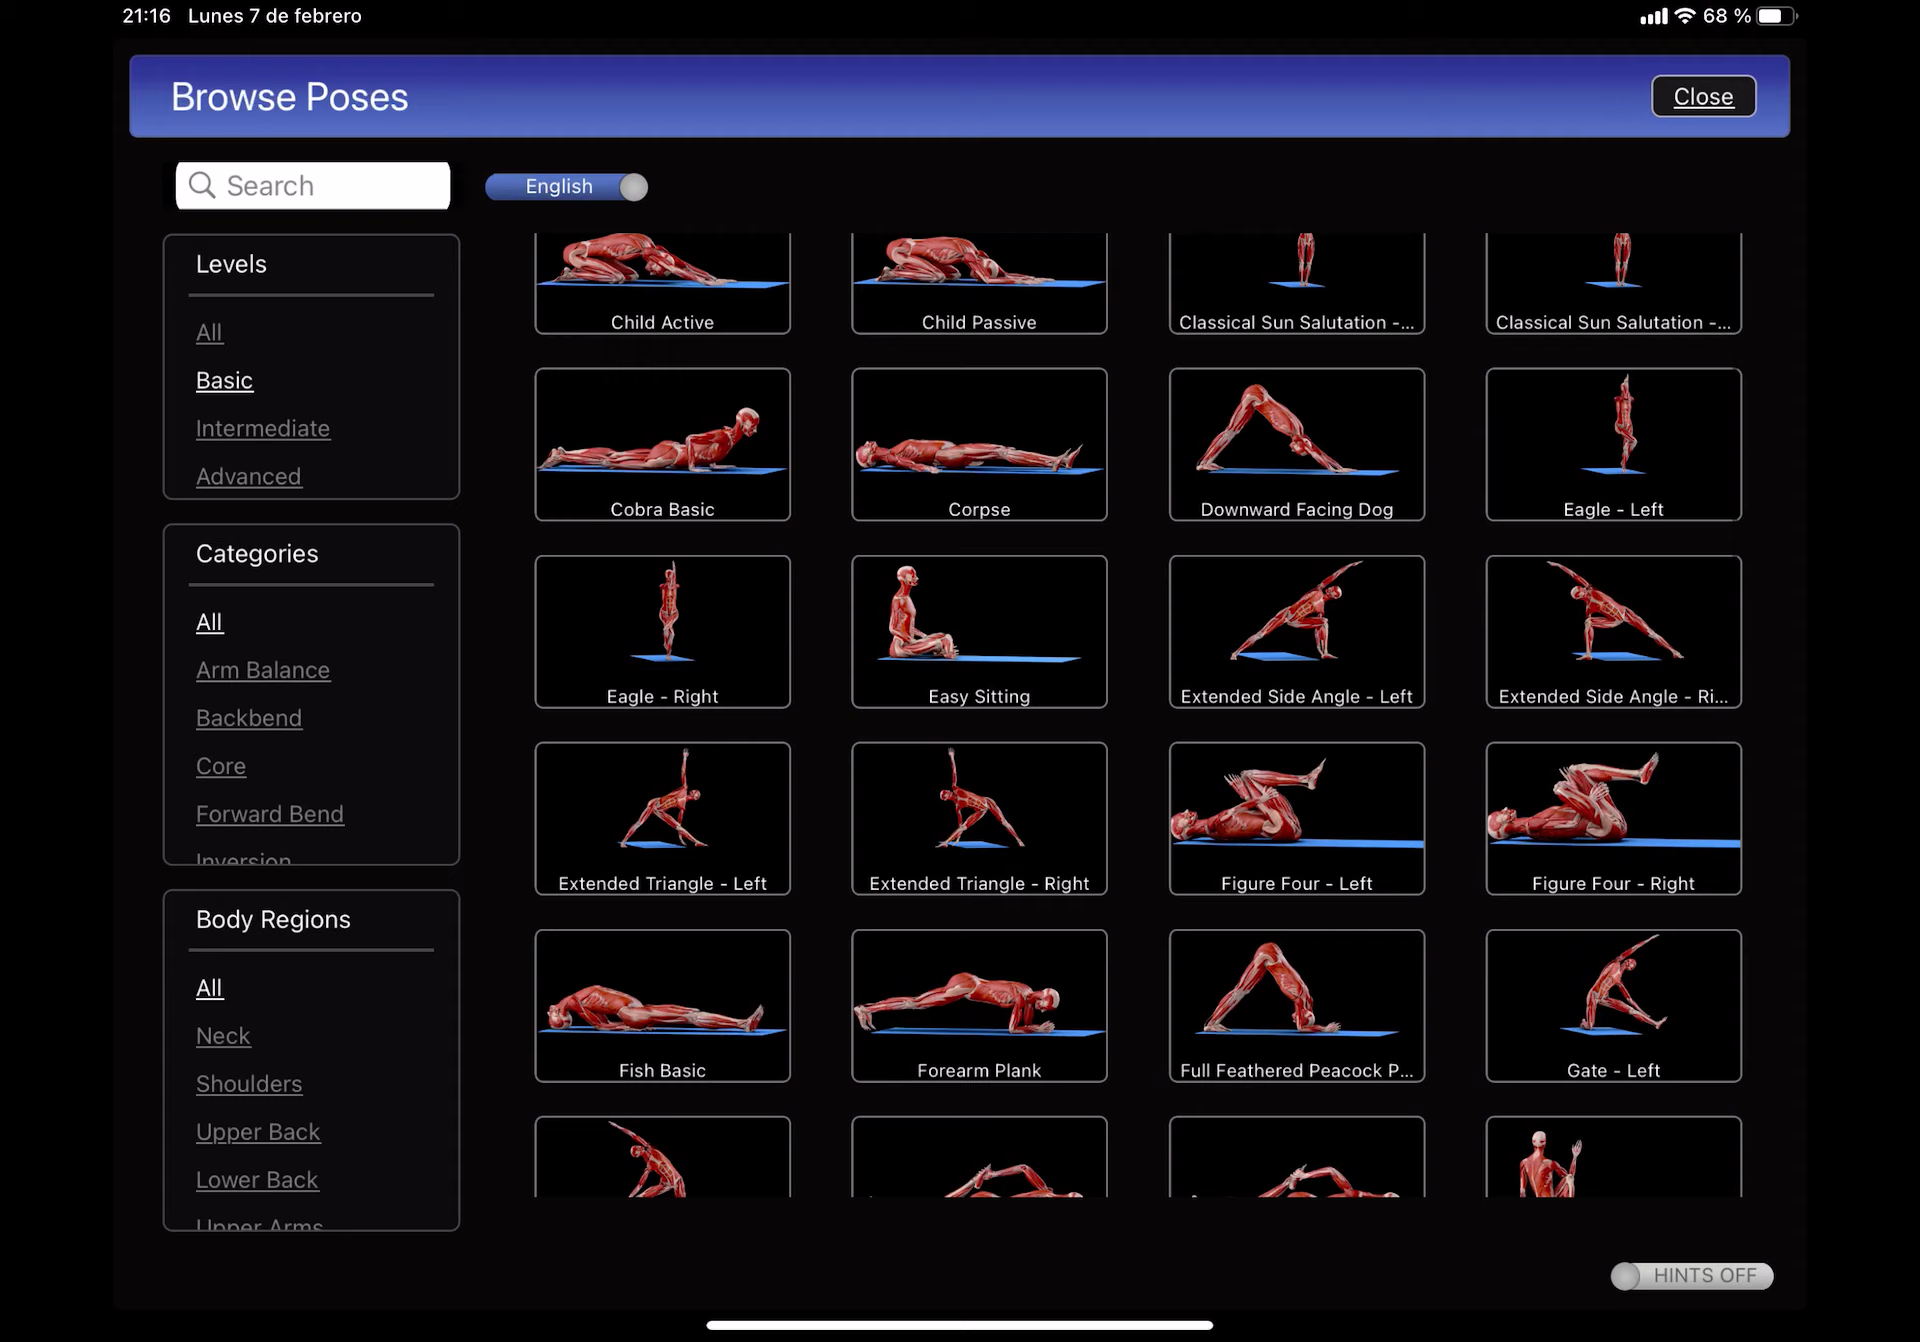 21:16 Lunes 7 de febrero
68 %
Browse Poses
Close
Search
English
Levels
All
Basic
Intermediate
Advanced
Categories
All
Arm Balance
Backbend
Core
Forward Bend
Inversion
Body Regions
All
Neck
Shoulders
Upper Back
Lower Back
Upper Arms
Child Active
Child Passive
Classical Sun Salutation -...
Classical Sun Salutation -...
Cobra Basic
Corpse
Downward Facing Dog
Eagle - Left
Eagle - Right
Easy Sitting
Extended Side Angle - Left
Extended Side Angle - Ri...
Extended Triangle - Left
Extended Triangle - Right
Figure Four - Left
Figure Four - Right
Fish Basic
Forearm Plank
Full Feathered Peacock P...
Gate - Left
HINTS OFF